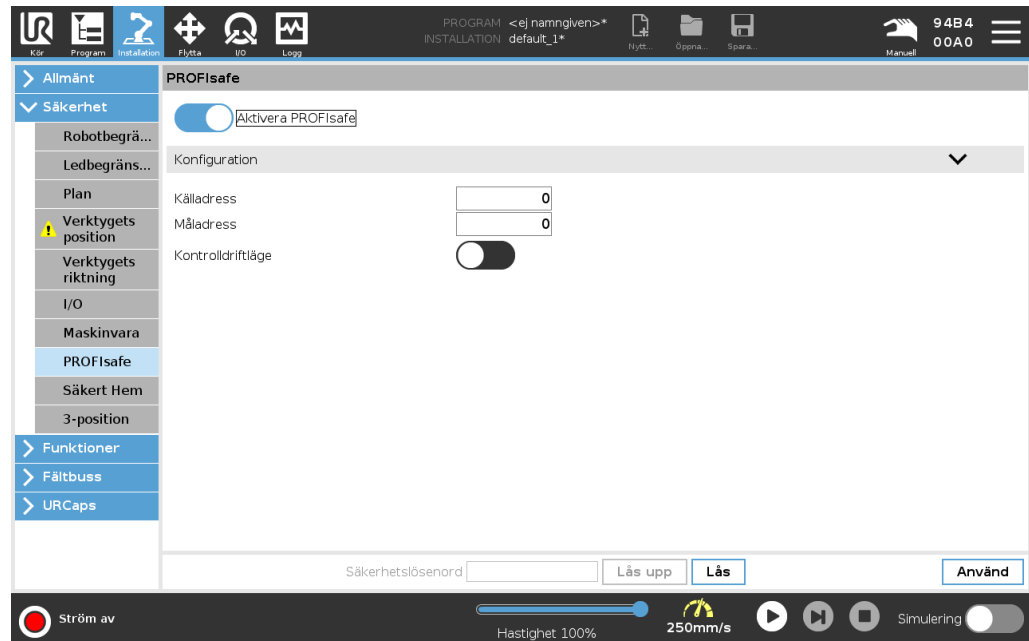 UR
PROGRAM <ej namngiven>*
INSTALLATION default_1*
94B4
00A0
Kör
Program
Installation
Flytta
I/O
Logg
Nytt...
Öppna...
Spara...
Manuell
Allmänt
Säkerhet
Robotbegrä...
Ledbegräns...
Plan
Verktygets
position
Verktygets
riktning
I/O
Maskinvara
PROFIsafe
Säkert Hem
3-position
Funktioner
Fältbuss
URCaps
PROFIsafe
Aktivera PROFIsafe
Konfiguration
Källadress 0
Måladress 0
Kontrolldriftläge
Säkerhetslösenord
Lås upp
Lås
Använd
Ström av
Hastighet 100%
250mm/s
Simulering